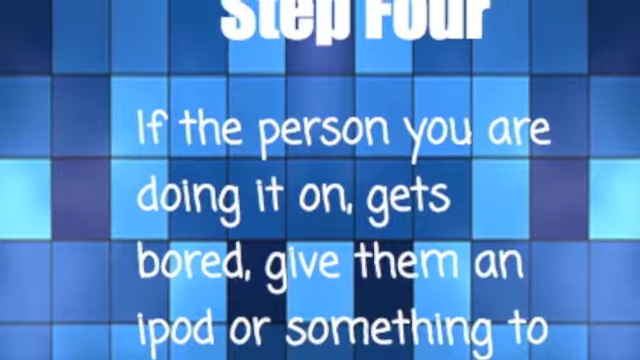 Step Four
If the person you are
doing it on, gets
bored, give them an
ipod or something to